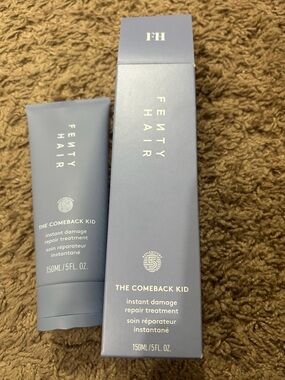 FENTY
HAIR
THE COMEBACK KID
instant damage
repair treatment
soin réparateur
instantané
150ML/5FL. OZ.
FH
FENTY
HAIR
THE COMEBACK KID
instant damage
repair treatment
soin réparateur
instantané
150ML/5FL. OZ.